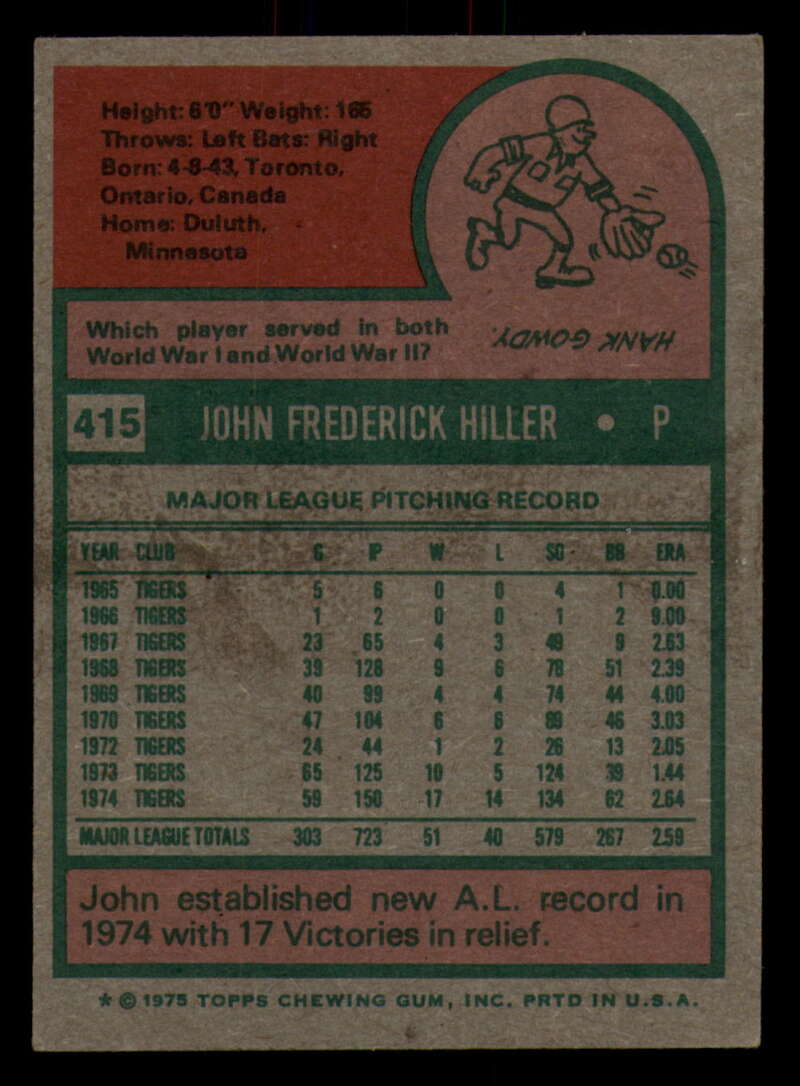 Height: 6'0" Weight: 165
Throws: Left Bats: Right
Born: 4-8-43, Toronto,
Ontario, Canada
Home: Duluth,
Minnesota
Which player served in both
World War I and World War II?
HANK GOWDY.
415 JOHN FREDERICK HILLER • P
MAJOR LEAGUE PITCHING RECORD
YEAR CLUB G IP W L SO BB ERA
1965 TIGERS 5 6 0 0 4 1 0.00
1966 TIGERS 1 2 0 0 1 2 9.00
1967 TIGERS 23 65 4 3 49 9 2.63
1968 TIGERS 39 128 9 6 78 51 2.39
1969 TIGERS 40 99 4 4 74 44 4.00
1970 TIGERS 47 104 6 6 89 46 3.03
1972 TIGERS 24 44 1 2 26 13 2.05
1973 TIGERS 65 125 10 5 124 39 1.44
1974 TIGERS 59 150 17 14 134 62 2.64
MAJOR LEAGUE TOTALS 303 723 51 40 579 267 2.59
John established new A.L. record in
1974 with 17 Victories in relief.
* © 1975 TOPPS CHEWING GUM, INC. PRTD IN U.S.A.